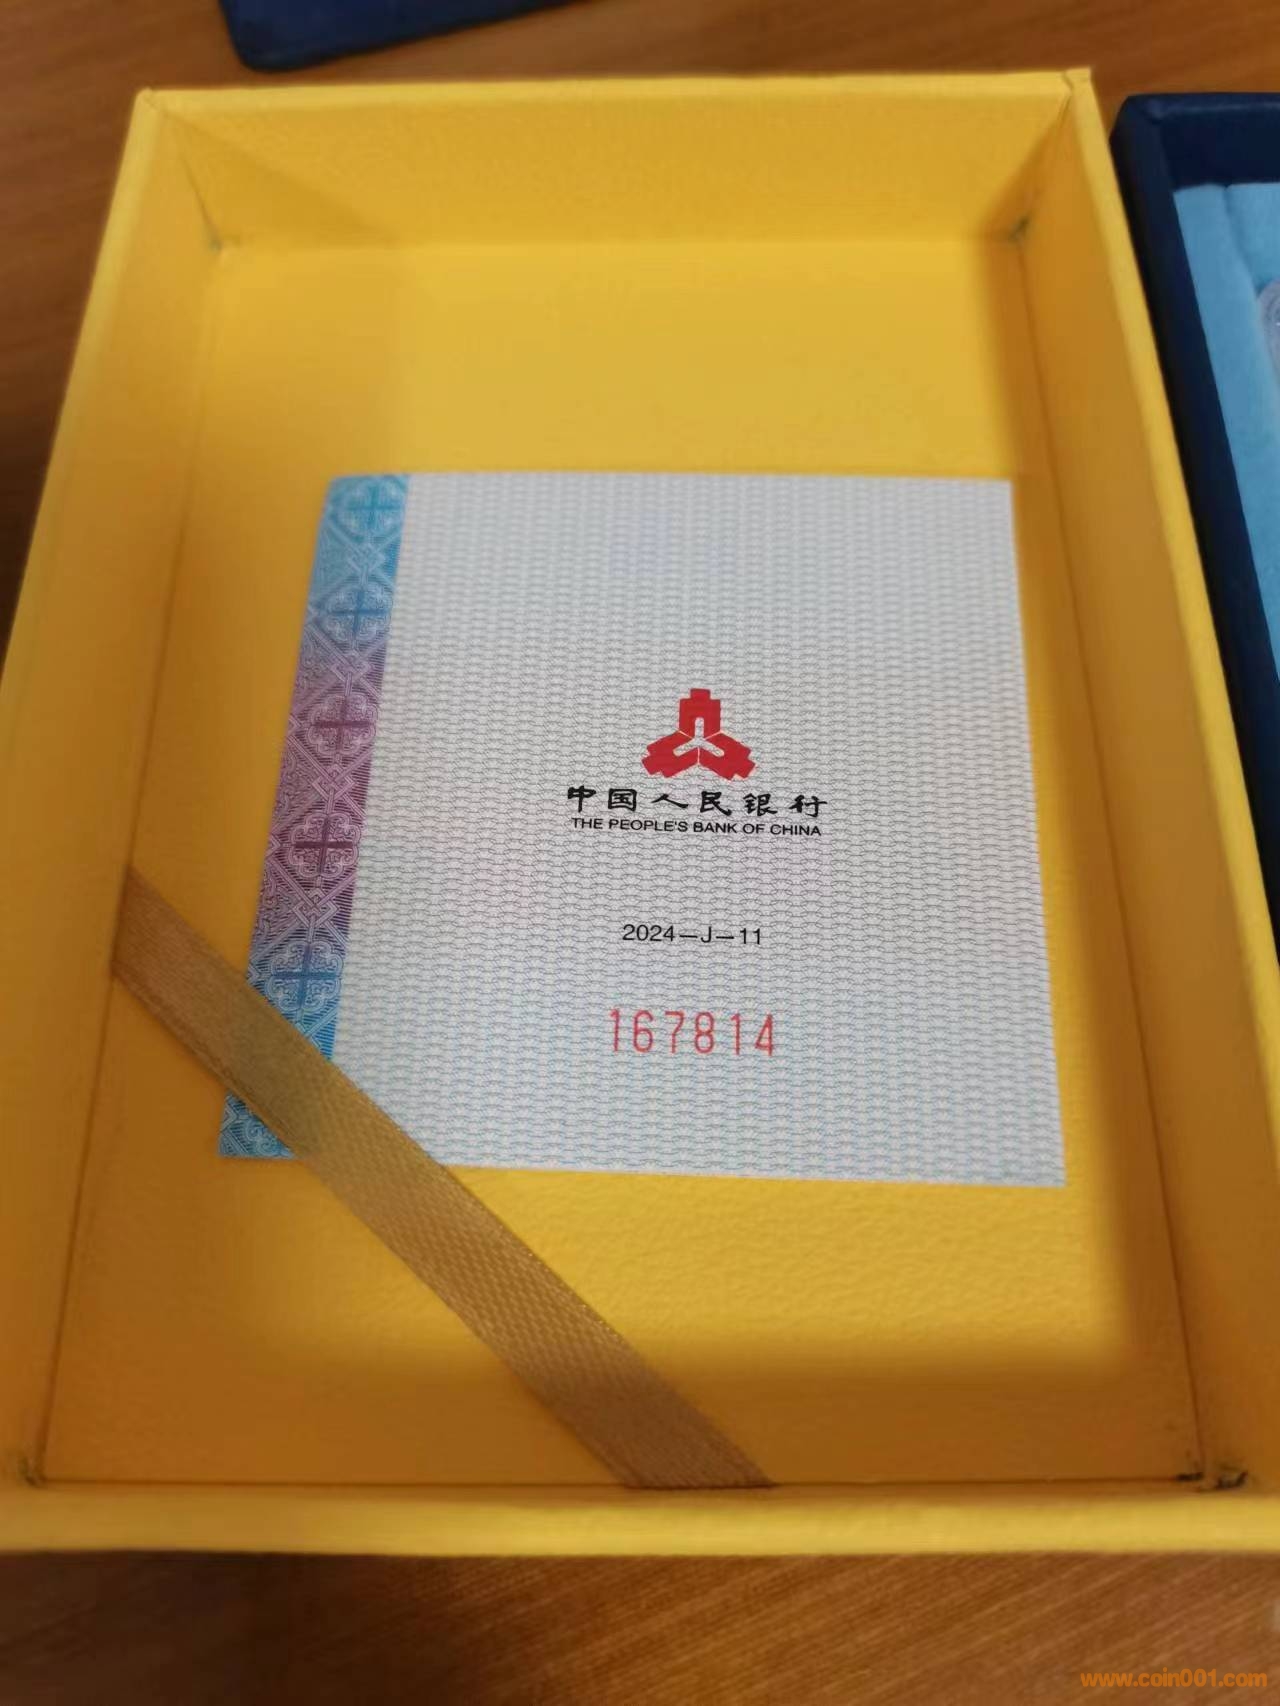 中国人民银行
THE PEOPLE'S BANK OF CHINA
2024—J—11
167814
www.coin001.com